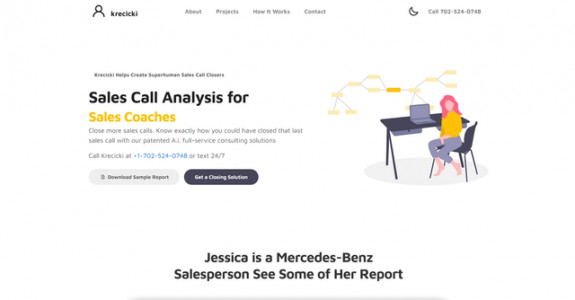 krecicki
About
Projects
How It Works
Contact
Call 702-524-0748
Krecicki Helps Create Superhuman Sales Call Closers
Sales Call Analysis for
Sales Coaches
Close more sales calls. Know exactly how you could have closed that last
sales call with our patented A.I. full-service consulting solutions
Call Krecicki at +1-702-524-0748 or text 24/7
Download Sample Report
Get a Closing Solution
Jessica is a Mercedes-Benz
Salesperson See Some of Her Report